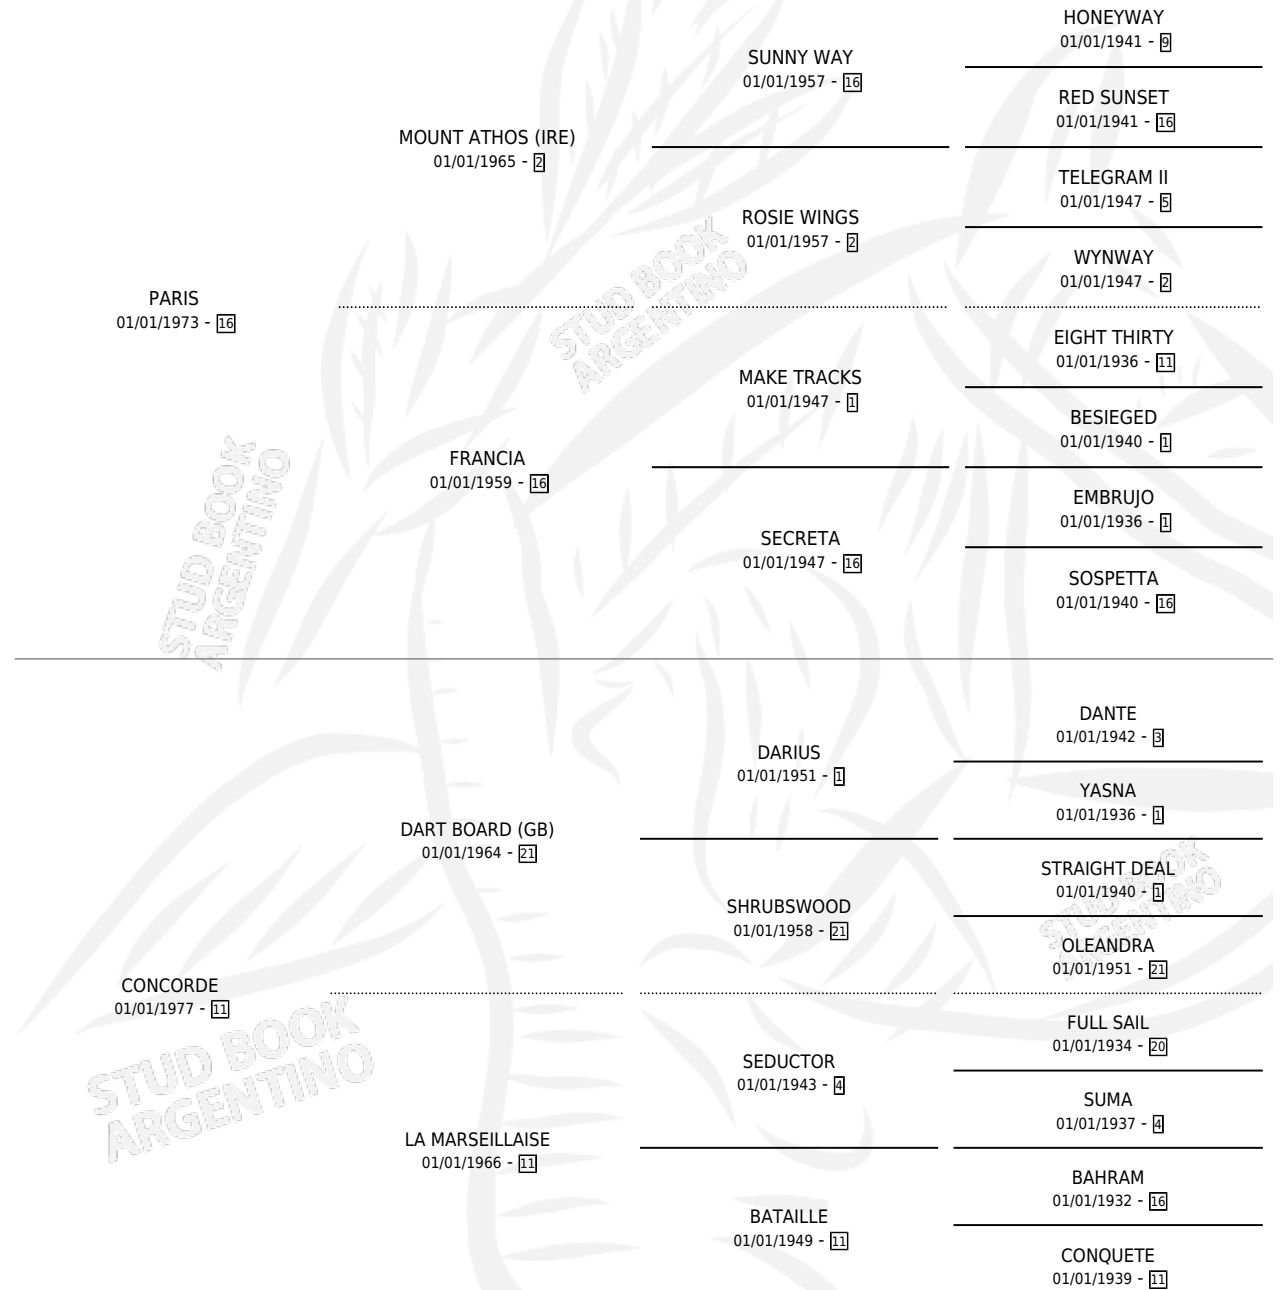 HONEYWAY
01/01/1941 - 9
SUNNY WAY
01/01/1957 - 16
RED SUNSET
01/01/1941 - 16
MOUNT ATHOS (IRE)
01/01/1965 - 2
TELEGRAM II
01/01/1947 - 5
ROSIE WINGS
01/01/1957 - 2
WYNWAY
01/01/1947 - 2
PARIS
01/01/1973 - 16
EIGHT THIRTY
01/01/1936 - 11
MAKE TRACKS
01/01/1947 - 1
BESIEGED
01/01/1940 - 1
FRANCIA
01/01/1959 - 16
EMBRUJO
01/01/1936 - 1
SECRETA
01/01/1947 - 16
SOSPETTA
01/01/1940 - 16
STUD BOOK
ARGENTINO
STUD BOOK
ARGENTINO
DANTE
01/01/1942 - 3
DARIUS
01/01/1951 - 1
YASNA
01/01/1936 - 1
DART BOARD (GB)
01/01/1964 - 21
STRAIGHT DEAL
01/01/1940 - 1
SHRUBSWOOD
01/01/1958 - 21
OLEANDRA
01/01/1951 - 21
CONCORDE
01/01/1977 - 11
FULL SAIL
01/01/1934 - 20
SEDUCTOR
01/01/1943 - 4
SUMA
01/01/1937 - 4
LA MARSEILLAISE
01/01/1966 - 11
BAHRAM
01/01/1932 - 16
BATAILLE
01/01/1949 - 11
CONQUETE
01/01/1939 - 11
STUD BOOK
ARGENTINO
STUD BOOK
ARGENTINO